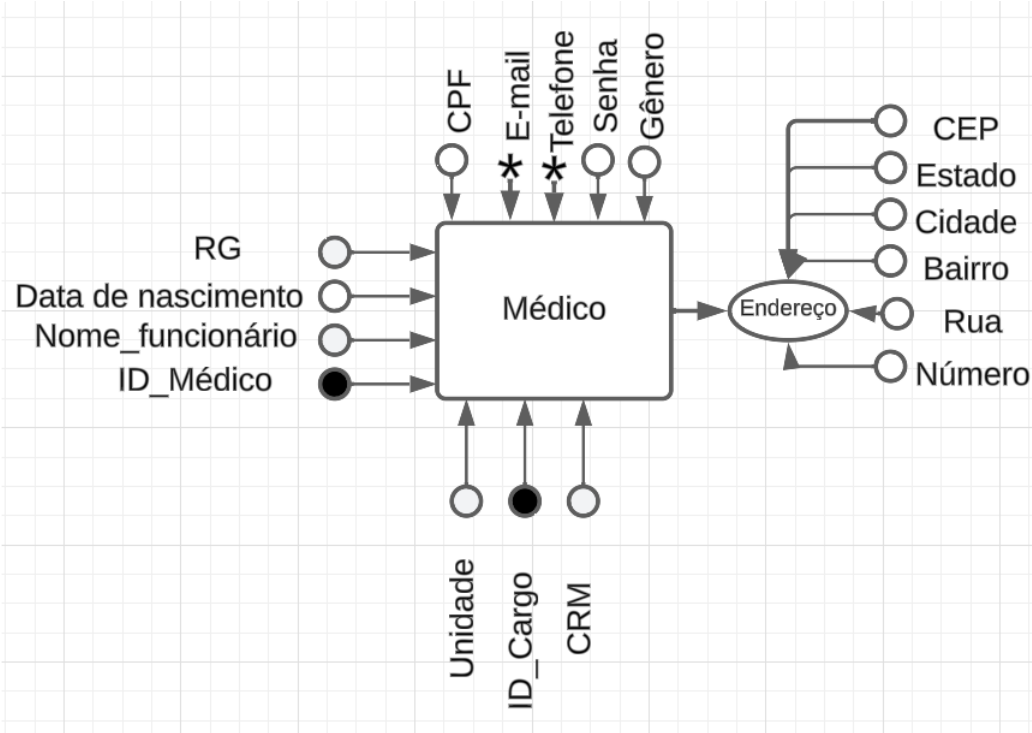 CPF
* E-mail
* Telefone
Senha
Gênero
RG
Data de nascimento
Nome_funcionário
ID_Médico
Médico
Endereço
CEP
Estado
Cidade
Bairro
Rua
Número
Unidade
ID_Cargo
CRM